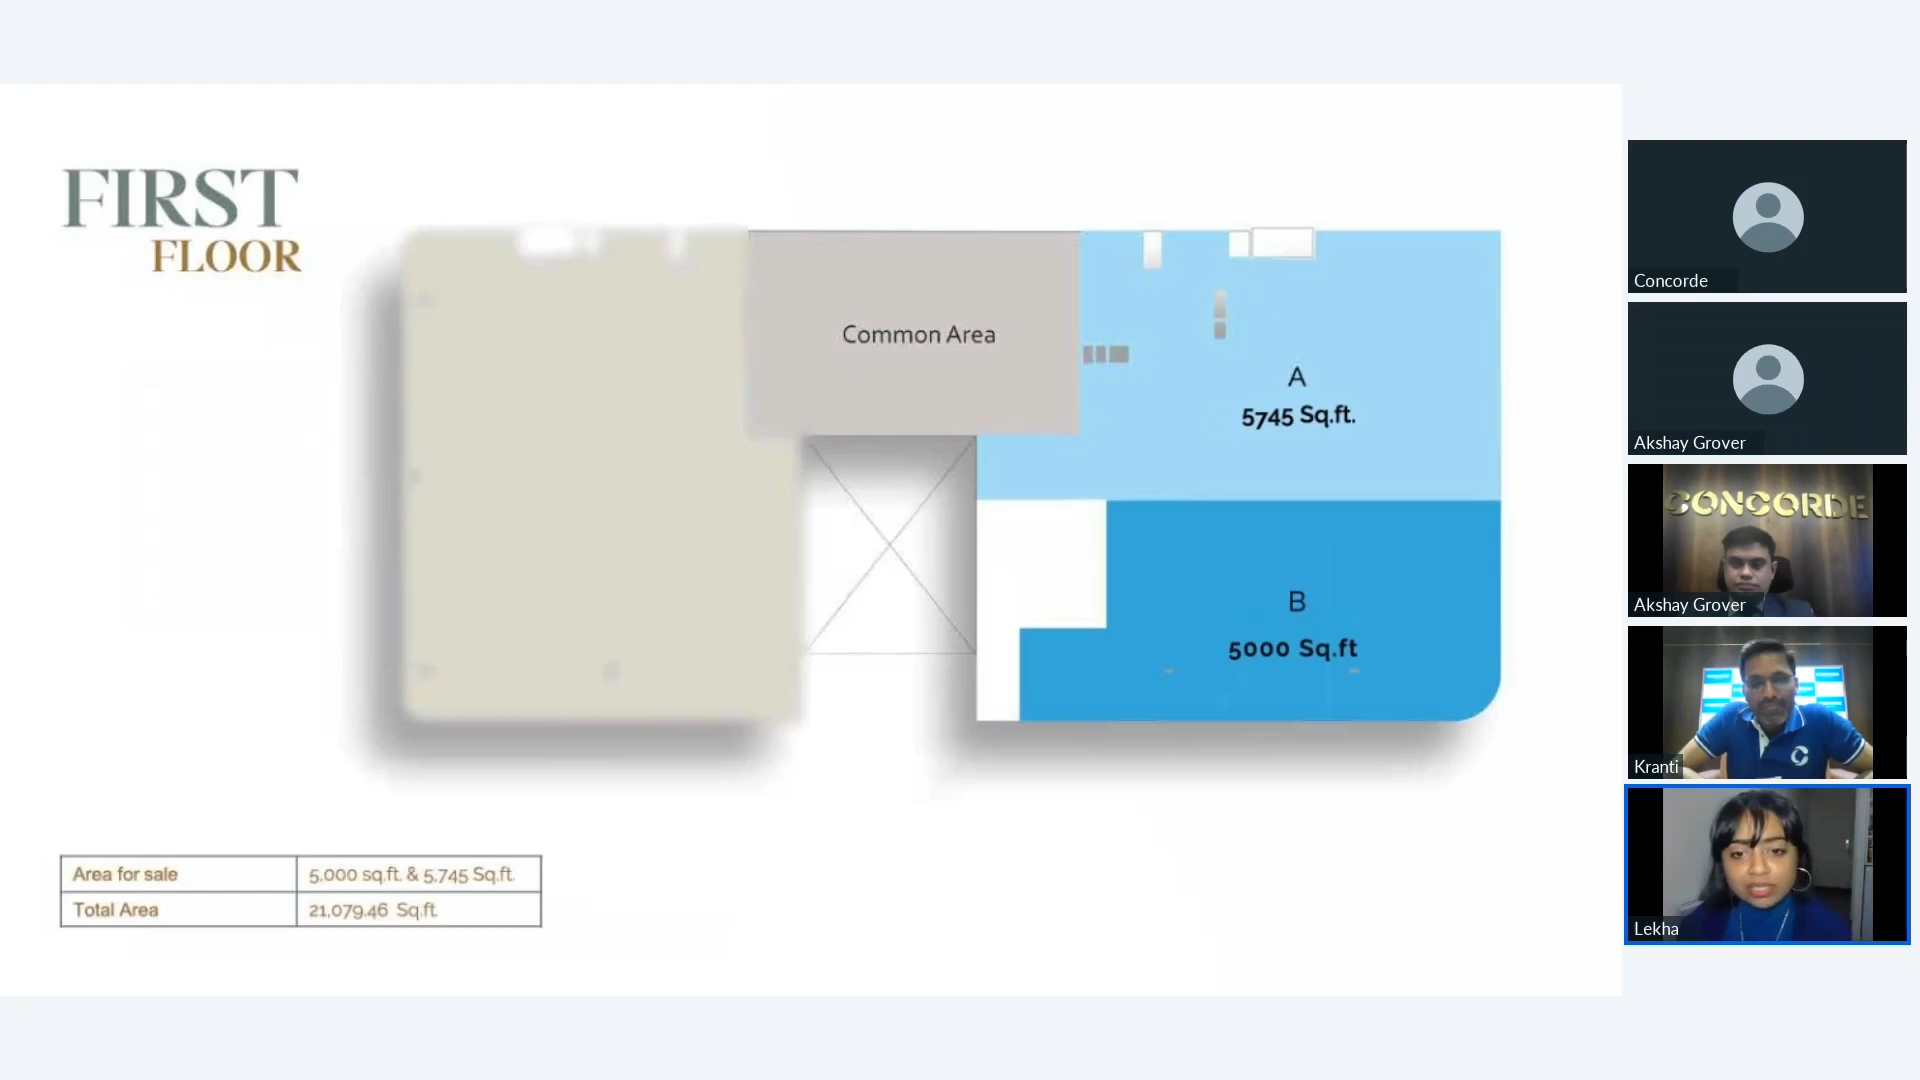 FIRST
FLOOR
Common Area
A
5745 Sq.ft.
B
5000 Sq.ft
Area for sale 5,000 sq.ft. & 5,745 Sq.ft.
Total Area 21,079.46 Sq.ft.
Concorde
Akshay Grover
CONCORDE
Akshay Grover
Kranti
Lekha